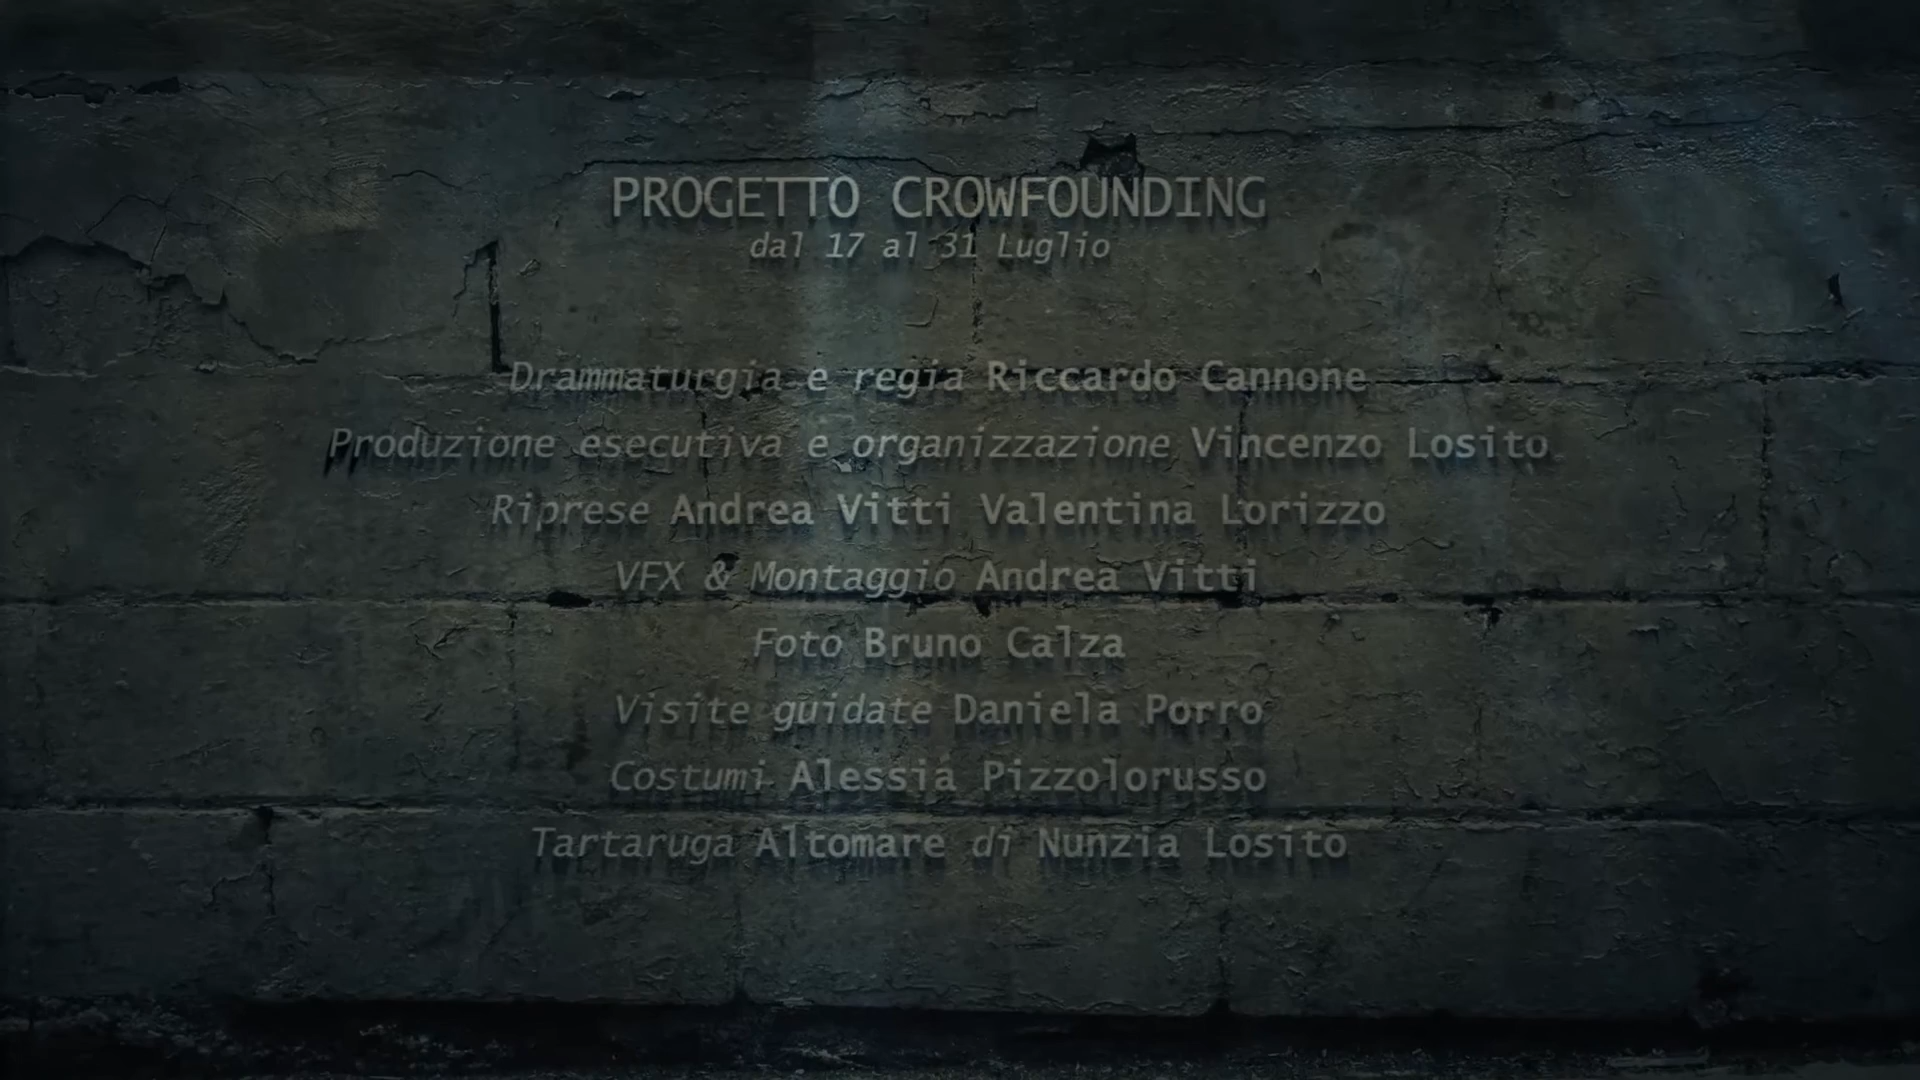 PROGETTO CROWFOUNDING
dal 17 al 31 Luglio
Drammaturgia e regia Riccardo Cannone
Produzione esecutiva e organizzazione Vincenzo Losito
Riprese Andrea Vitti Valentina Lorizzo
VFX & Montaggio Andrea Vitti
Foto Bruno Calza
Visite guidate Daniela Porro
Costumi Alessia Pizzolorusso
Tartaruga Altomare di Nunzia Losito